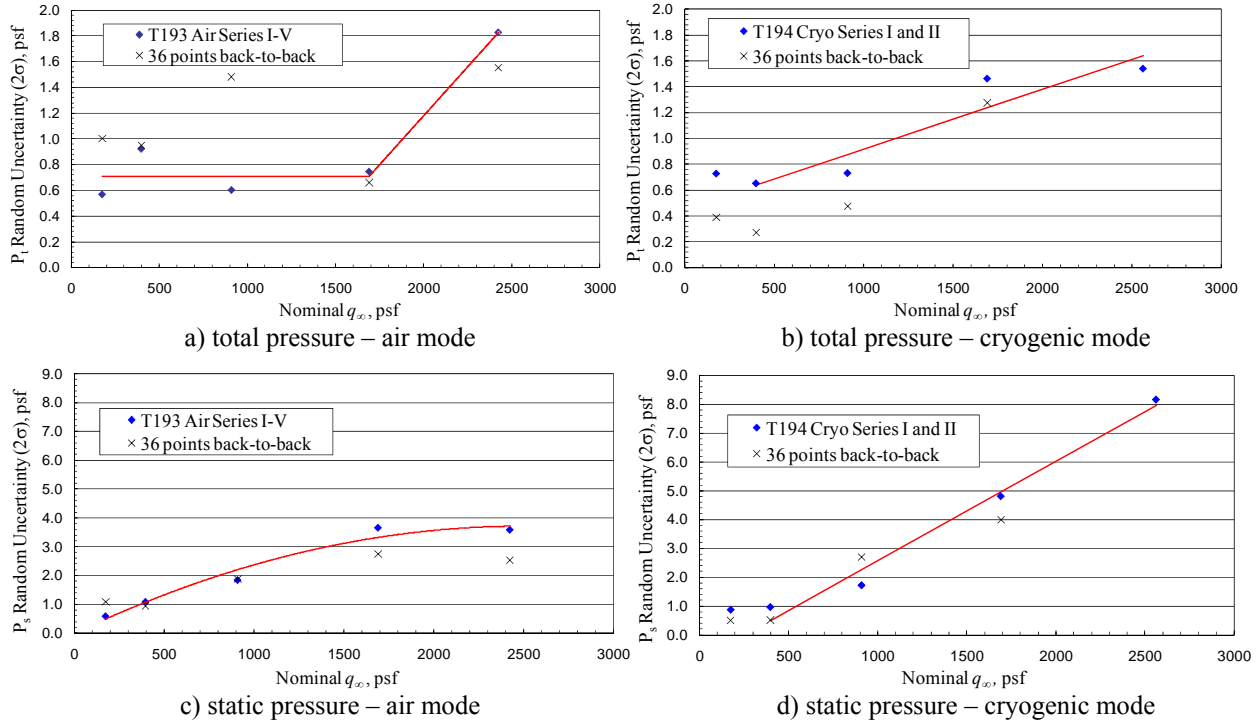 P_t Random Uncertainty (2σ), psf
2.0
1.8
1.6
1.4
1.2
1.0
0.8
0.6
0.4
0.2
0.0
T193 Air Series I-V
36 points back-to-back
0 500 1000 1500 2000 2500 3000
Nominal q∞, psf
a) total pressure – air mode
P_t Random Uncertainty (2σ), psf
2.0
1.8
1.6
1.4
1.2
1.0
0.8
0.6
0.4
0.2
0.0
T194 Cryo Series I and II
36 points back-to-back
0 500 1000 1500 2000 2500 3000
Nominal q∞, psf
b) total pressure – cryogenic mode
P_s Random Uncertainty (2σ), psf
9.0
8.0
7.0
6.0
5.0
4.0
3.0
2.0
1.0
0.0
T193 Air Series I-V
36 points back-to-back
0 500 1000 1500 2000 2500 3000
Nominal q∞, psf
c) static pressure – air mode
P_s Random Uncertainty (2σ), psf
9.0
8.0
7.0
6.0
5.0
4.0
3.0
2.0
1.0
0.0
T194 Cryo Series I and II
36 points back-to-back
0 500 1000 1500 2000 2500 3000
Nominal q∞, psf
d) static pressure – cryogenic mode